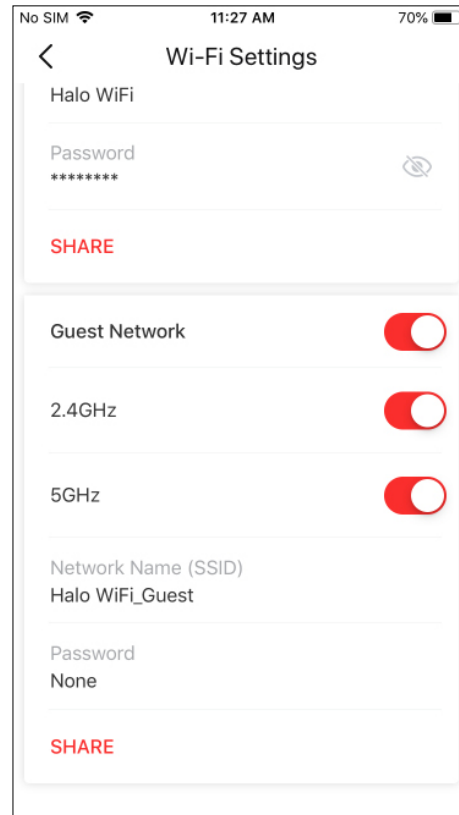 No SIM 11:27 AM 70%
Wi-Fi Settings
Halo WiFi
Password
********
SHARE
Guest Network
2.4GHz
5GHz
Network Name (SSID)
Halo WiFi_Guest
Password
None
SHARE